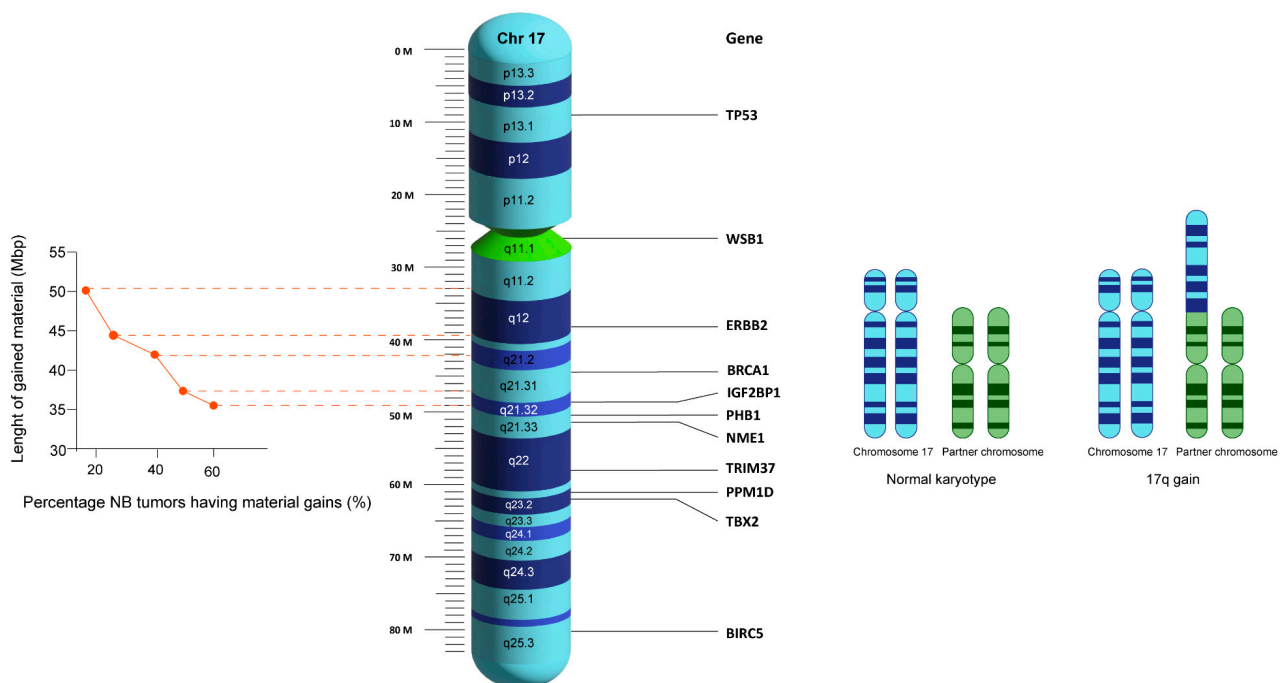 Lenght of gained material (Mbp)
55
50
45
40
35
30
20
40
60
Percentage NB tumors having material gains (%)
0 M
10 M
20 M
30 M
40 M
50 M
60 M
70 M
80 M
Chr 17
p13.3
p13.2
p13.1
p12
p11.2
q11.1
q11.2
q12
q21.2
q21.31
q21.32
q21.33
q22
q23.2
q23.3
q24.1
q24.2
q24.3
q25.1
q25.3
Gene
TP53
WSB1
ERBB2
BRCA1
IGF2BP1
PHB1
NME1
TRIM37
PPM1D
TBX2
BIRC5
Chromosome 17
Partner chromosome
Normal karyotype
Chromosome 17
Partner chromosome
17q gain